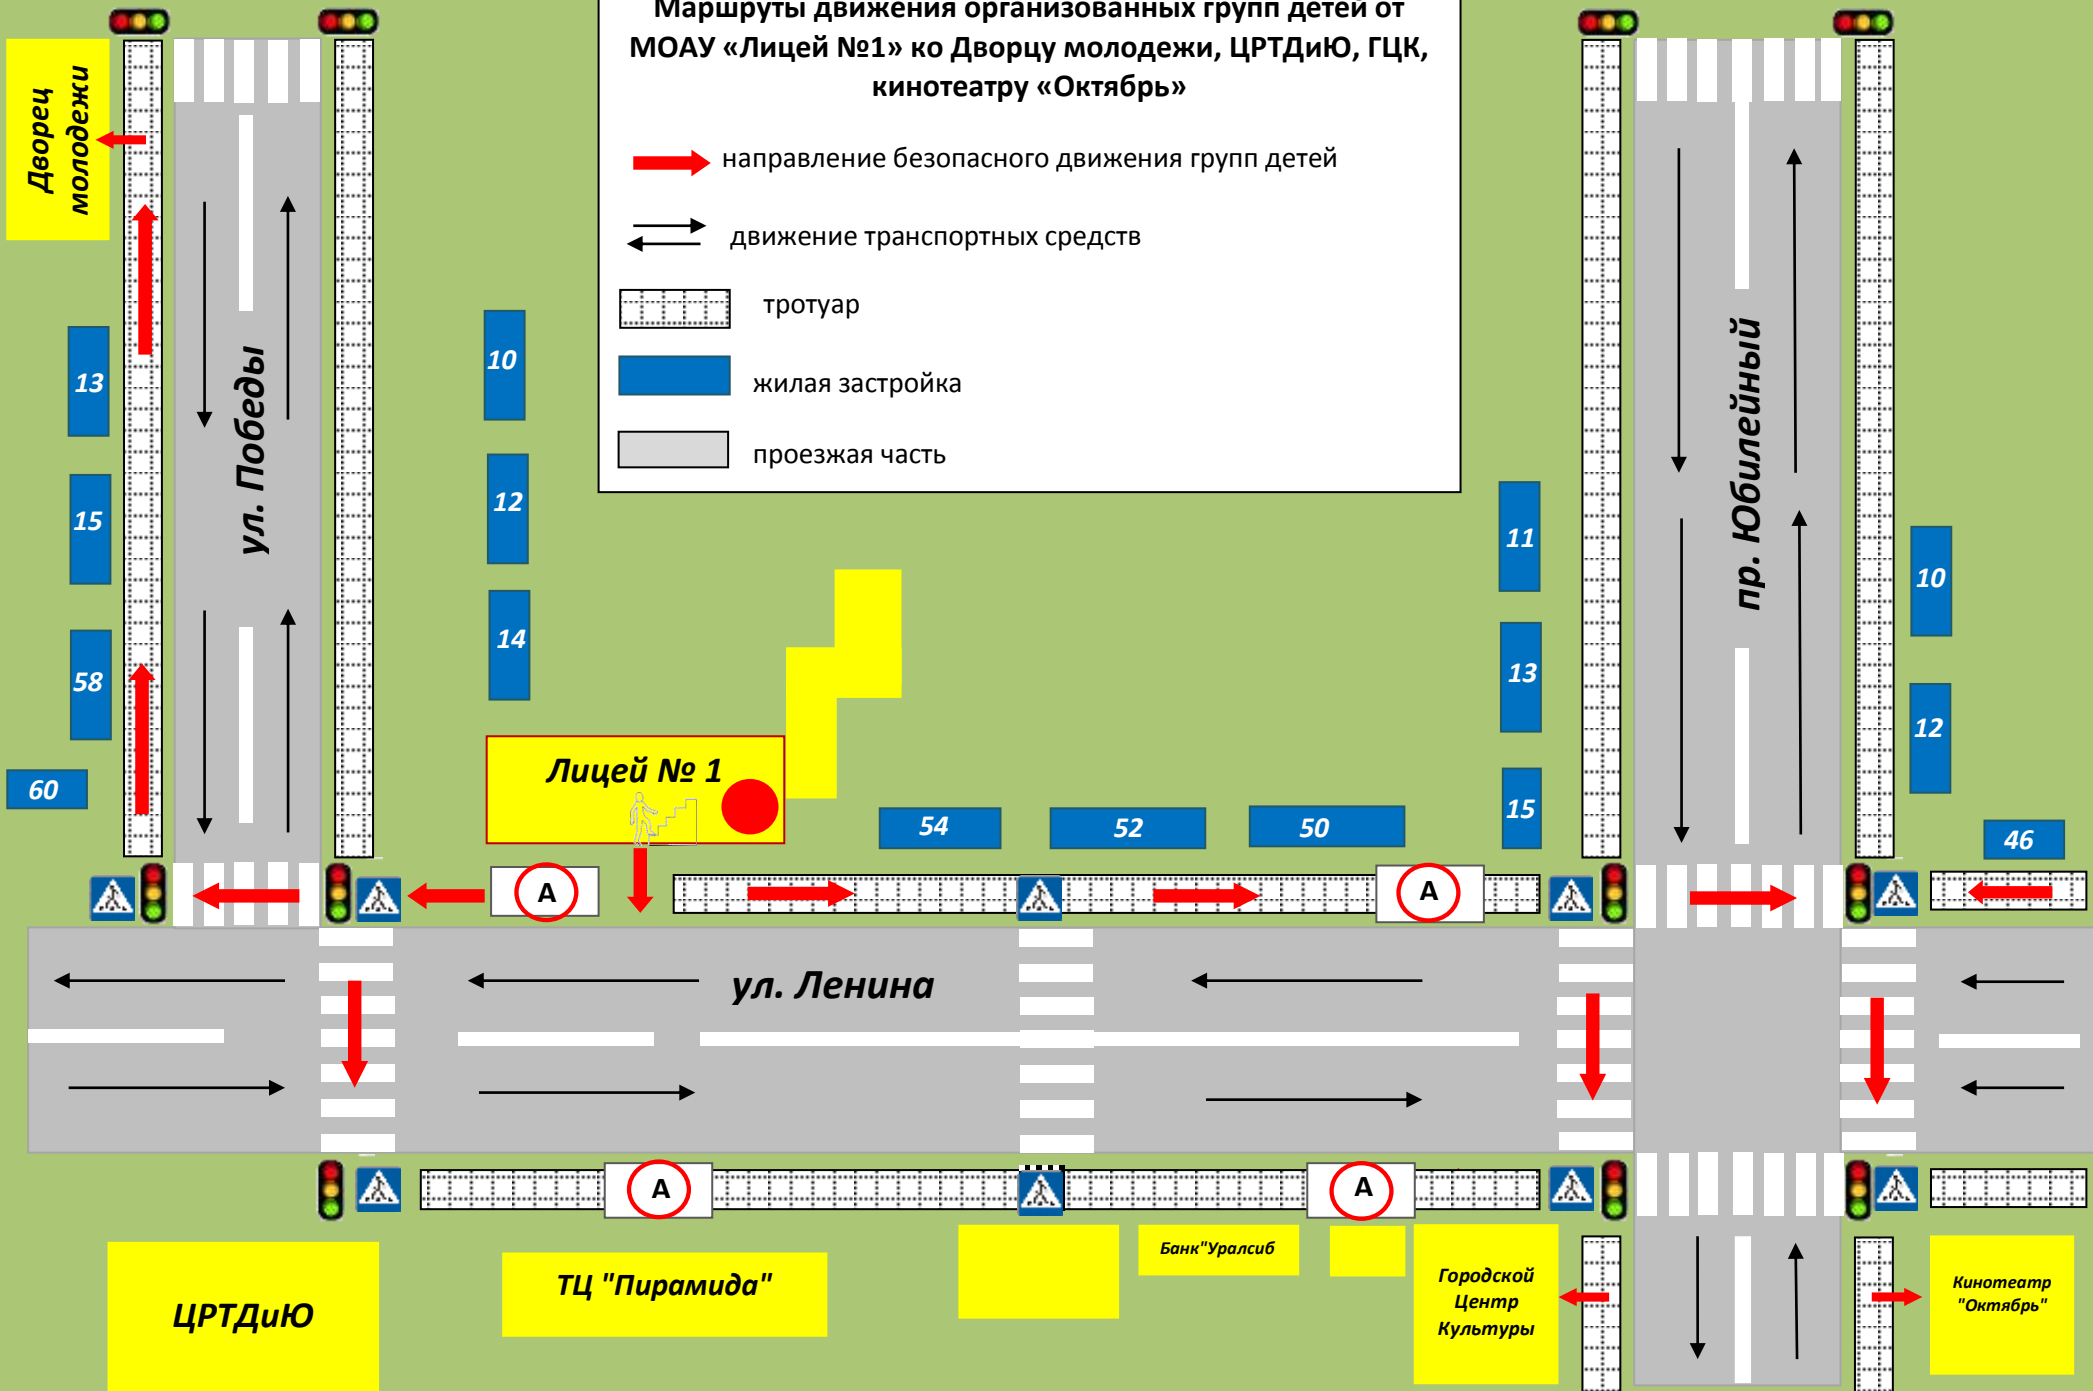 Маршруты движения организованных групп детей от
МОАУ «Лицей №1» ко Дворцу молодежи, ЦРТДиЮ, ГЦК,
кинотеатру «Октябрь»
направление безопасного движения групп детей
движение транспортных средств
тротуар
жилая застройка
проезжая часть
Дворец
молодежи
13
15
58
60
ул. Победы
10
12
14
Лицей № 1
54
52
50
11
13
15
пр. Юбилейный
10
12
46
А
А
ул. Ленина
А
А
ЦРТДиЮ
ТЦ "Пирамида"
Банк"Уралсиб
Городской
Центр
Культуры
Кинотеатр
"Октябрь"